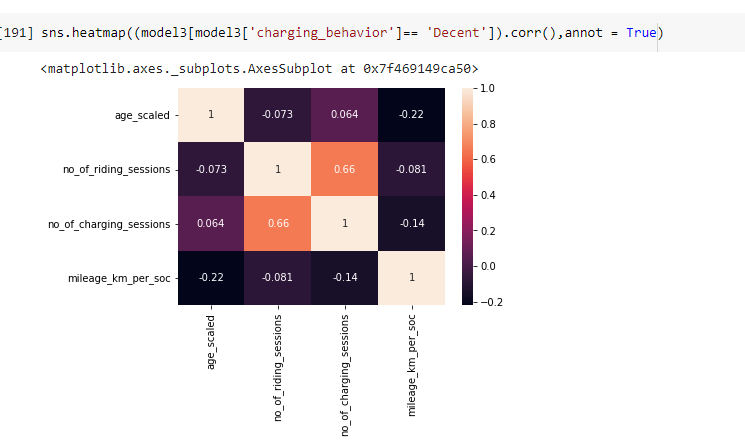 [191] sns.heatmap((model3[model3['charging_behavior']== 'Decent']).corr(),annot = True)
<matplotlib.axes._subplots.AxesSubplot at 0x7f469149ca50>
age_scaled 1 -0.073 0.064 -0.22
no_of_riding_sessions -0.073 1 0.66 -0.081
no_of_charging_sessions 0.064 0.66 1 -0.14
mileage_km_per_soc -0.22 -0.081 -0.14 1
1.0
0.8
0.6
0.4
0.2
0.0
−0.2
age_scaled
no_of_riding_sessions
no_of_charging_sessions
mileage_km_per_soc